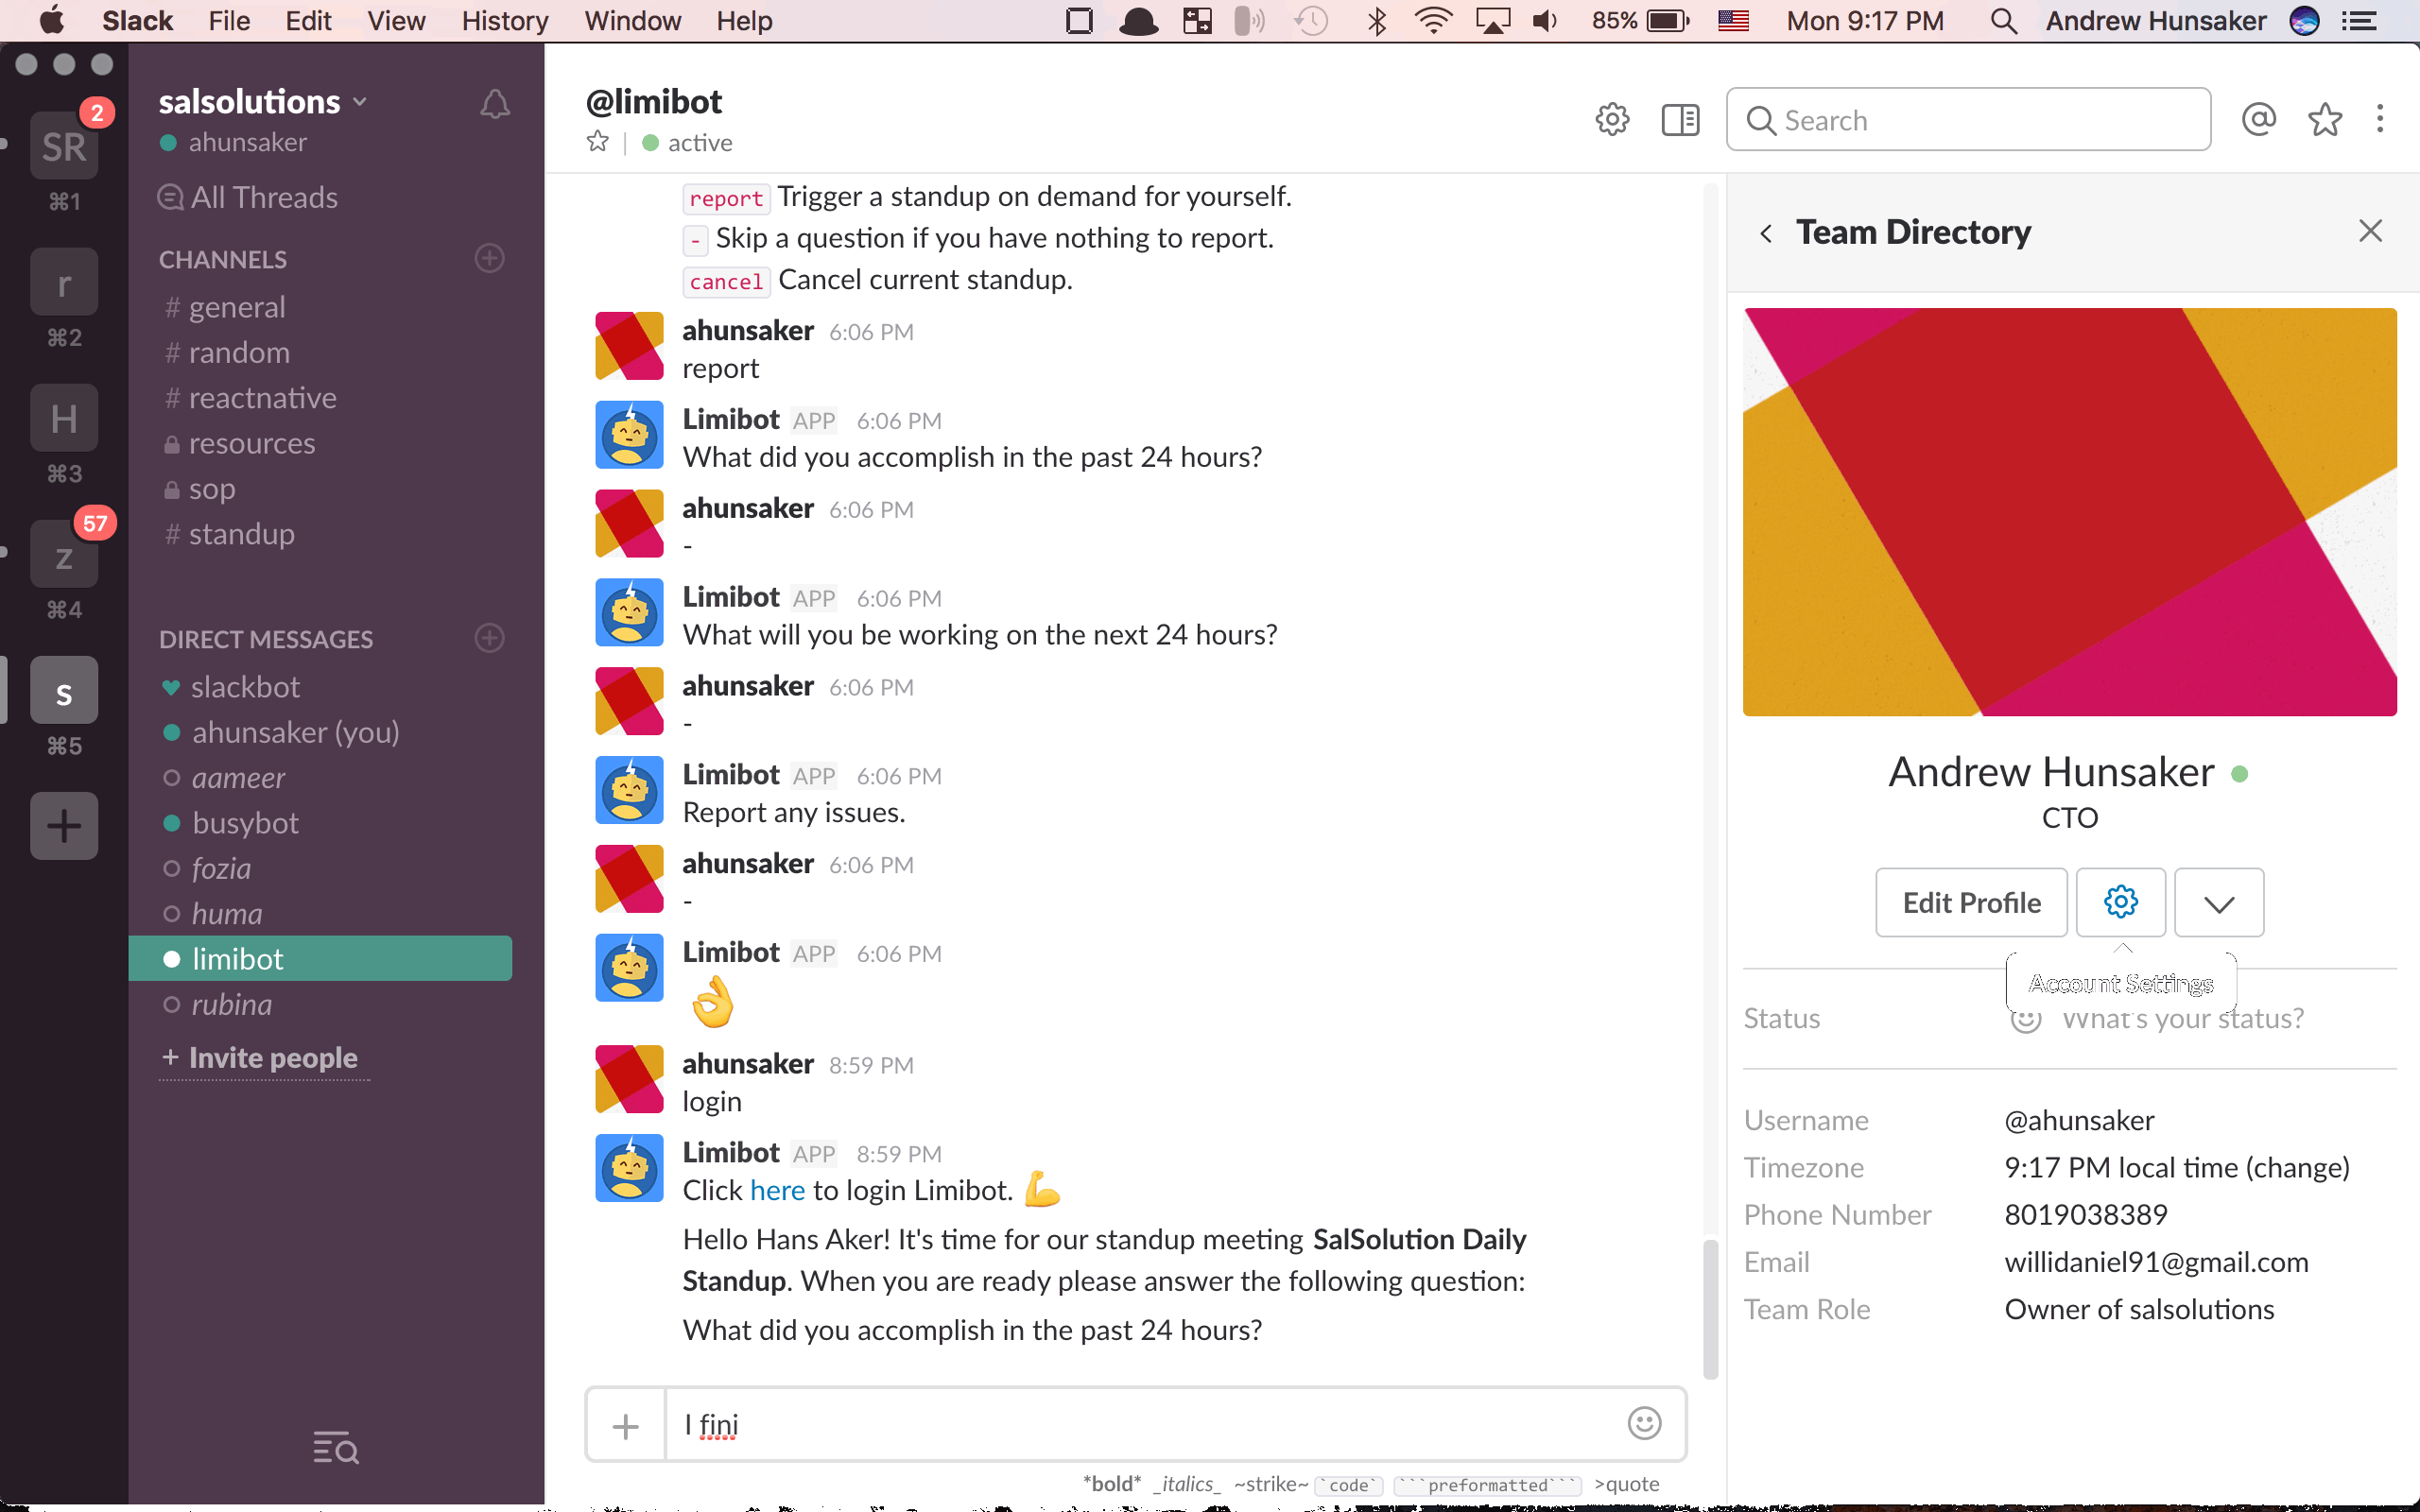 Slack File Edit View History Window Help 85% Mon 9:17 PM Andrew Hunsaker
SR 2
⌘1
r
⌘2
H
⌘3
z 57
⌘4
s
⌘5
+
salsolutions
ahunsaker
All Threads
CHANNELS
# general
# random
# reactnative
resources
sop
# standup
DIRECT MESSAGES
slackbot
ahunsaker (you)
aameer
busybot
fozia
huma
limibot
rubina
+ Invite people
@limibot
active
Search
report Trigger a standup on demand for yourself.
- Skip a question if you have nothing to report.
cancel Cancel current standup.
ahunsaker 6:06 PM
report
Limibot APP 6:06 PM
What did you accomplish in the past 24 hours?
ahunsaker 6:06 PM
-
Limibot APP 6:06 PM
What will you be working on the next 24 hours?
ahunsaker 6:06 PM
-
Limibot APP 6:06 PM
Report any issues.
ahunsaker 6:06 PM
-
Limibot APP 6:06 PM
👌
ahunsaker 8:59 PM
login
Limibot APP 8:59 PM
Click here to login Limibot. 💪
Hello Hans Aker! It's time for our standup meeting SalSolution Daily
Standup. When you are ready please answer the following question:
What did you accomplish in the past 24 hours?
+ I fini
*bold* _italics_ ~strike~ `code` ```preformatted``` >quote
Team Directory
Andrew Hunsaker
CTO
Edit Profile
Account Settings
Status What's your status?
Username @ahunsaker
Timezone 9:17 PM local time (change)
Phone Number 8019038389
Email willidaniel91@gmail.com
Team Role Owner of salsolutions